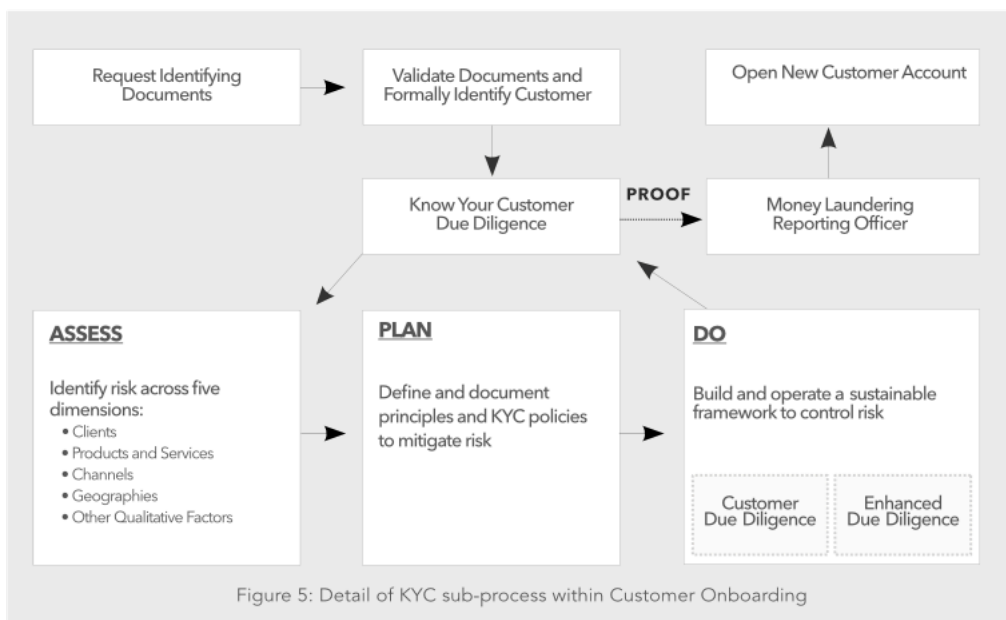 Request Identifying
Documents
Validate Documents and
Formally Identify Customer
Open New Customer Account
Know Your Customer
Due Diligence
PROOF
Money Laundering
Reporting Officer
ASSESS
Identify risk across five
dimensions:
• Clients
• Products and Services
• Channels
• Geographies
• Other Qualitative Factors
PLAN
Define and document
principles and KYC policies
to mitigate risk
DO
Build and operate a sustainable
framework to control risk
Customer
Due Diligence
Enhanced
Due Diligence
Figure 5: Detail of KYC sub-process within Customer Onboarding